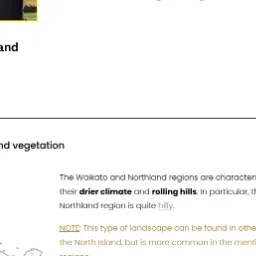 and
nd vegetation
The Waikato and Northland regions are characteri
their drier climate and rolling hills. In particular, t
Northland region is quite hilly.
NOTE: This type of landscape can be found in othe
the North Island, but is more common in the menti